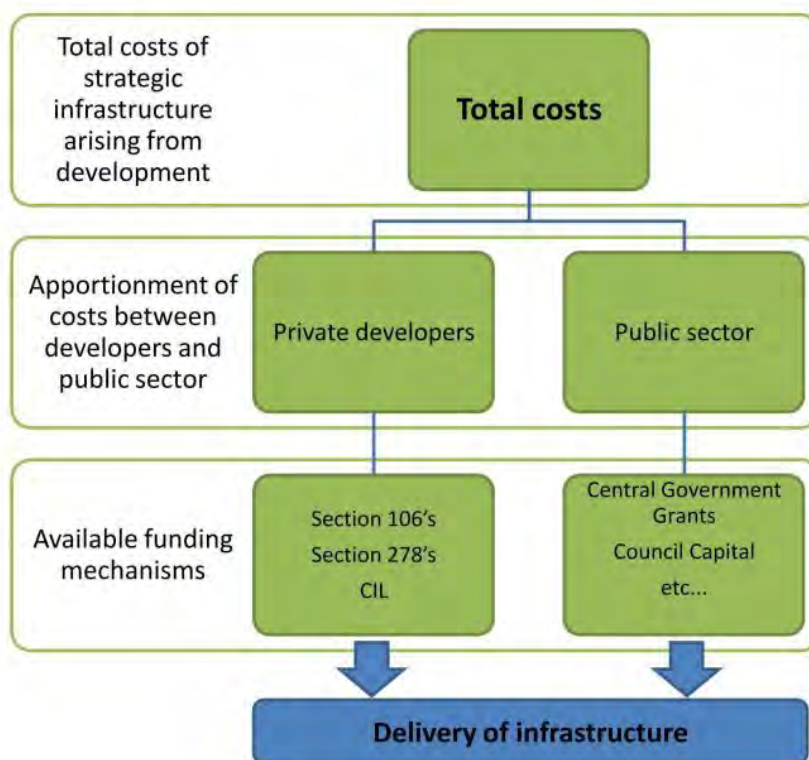 Total costs of
strategic
infrastructure
arising from
development
Total costs
Apportionment of
costs between
developers and
public sector
Private developers
Public sector
Available funding
mechanisms
Section 106’s
Section 278’s
CIL
Central Government
Grants
Council Capital
etc...
Delivery of infrastructure